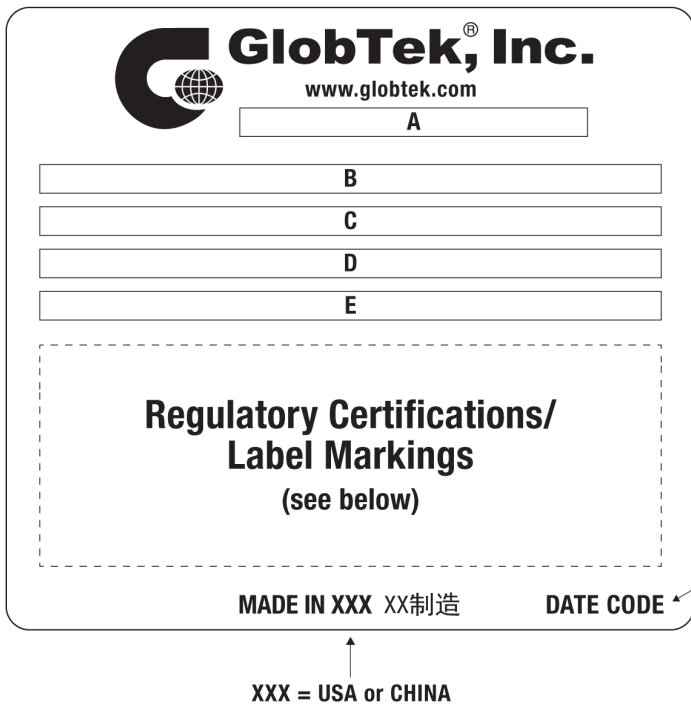 GlobTek,® Inc.
www.globtek.com
A
B
C
D
E
Regulatory Certifications/
Label Markings
(see below)
MADE IN XXX XX制造 DATE CODE
XXX = USA or CHINA